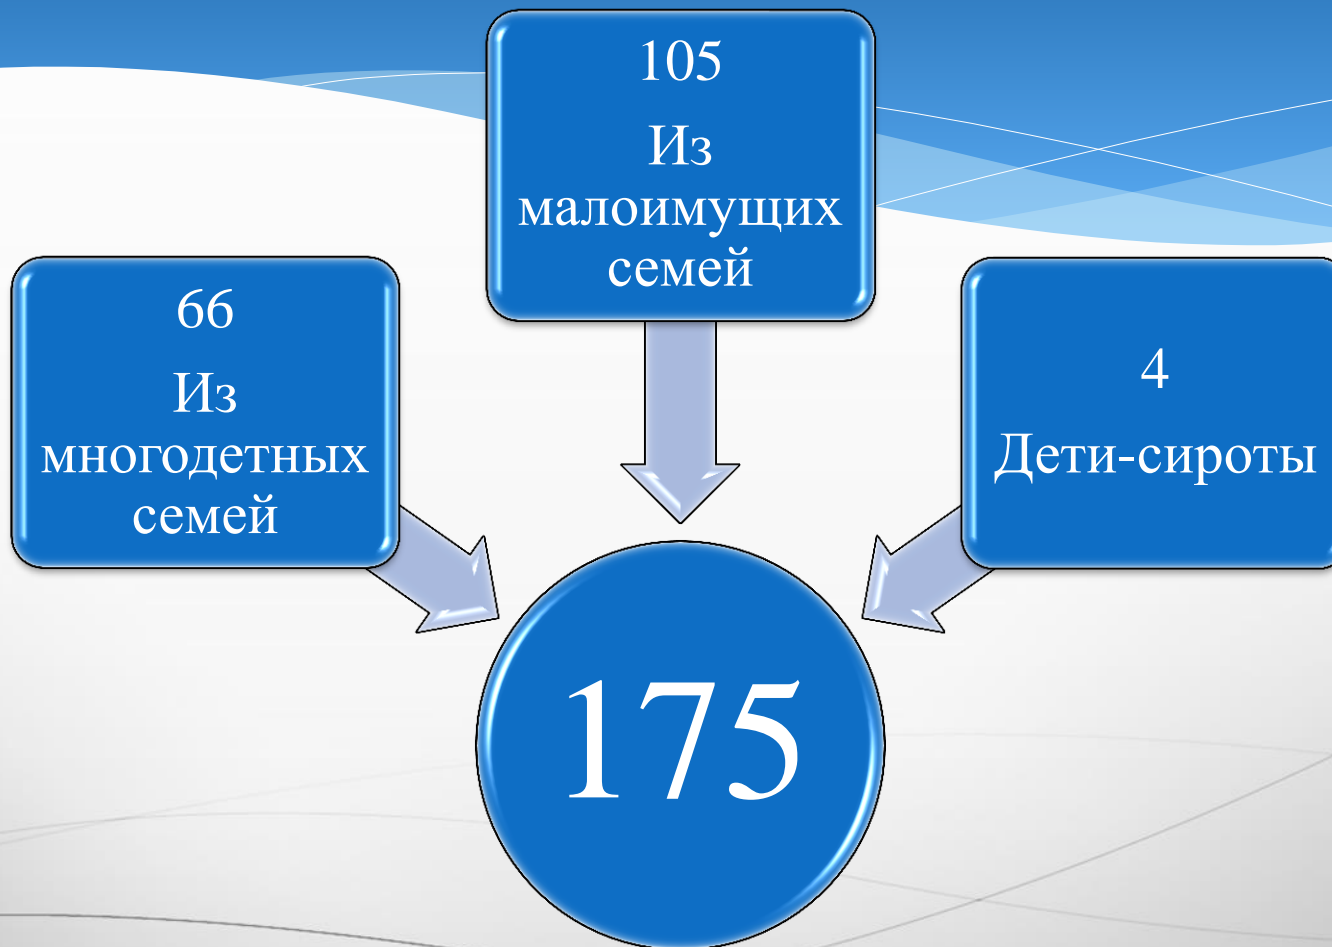 105
Из
малоимущих
семей
66
Из
многодетных
семей
4
Дети-сироты
175